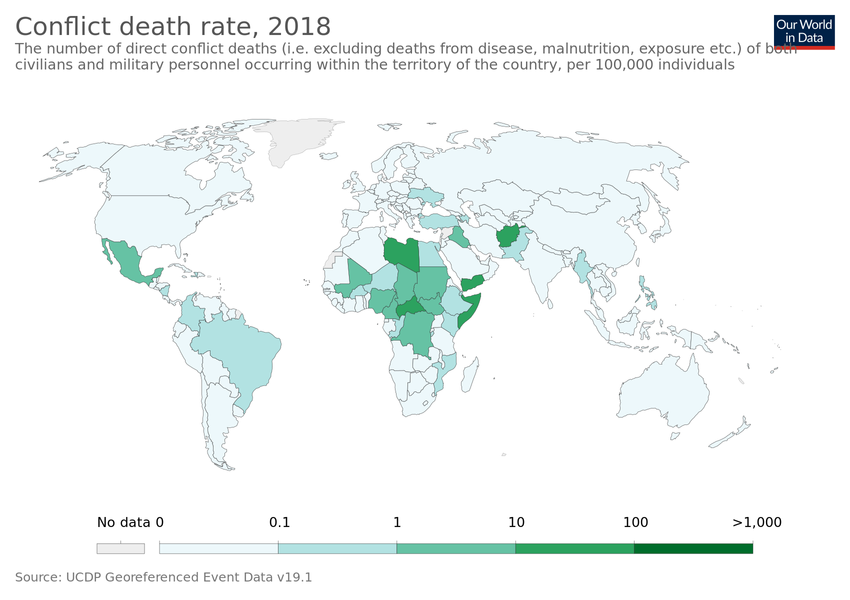 Conflict death rate, 2018
Our World
in Data
The number of direct conflict deaths (i.e. excluding deaths from disease, malnutrition, exposure etc.) of both
civilians and military personnel occurring within the territory of the country, per 100,000 individuals
No data 0 0.1 1 10 100 >1,000
Source: UCDP Georeferenced Event Data v19.1